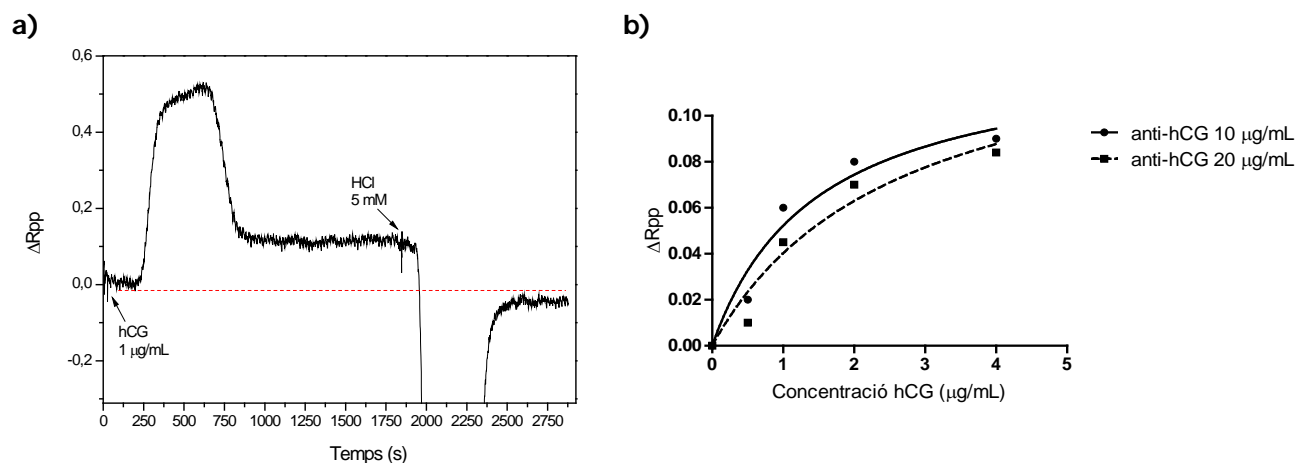 a)
0,6
0,4
0,2
0,0
-0,2
ΔRpp
hCG
1 µg/mL
HCl
5 mM
0 250 500 750 1000 1250 1500 1750 2000 2250 2500 2750
Temps (s)
b)
0.10
0.08
0.06
0.04
0.02
0.00
ΔRpp
0 1 2 3 4 5
Concentració hCG (µg/mL)
anti-hCG 10 µg/mL
anti-hCG 20 µg/mL